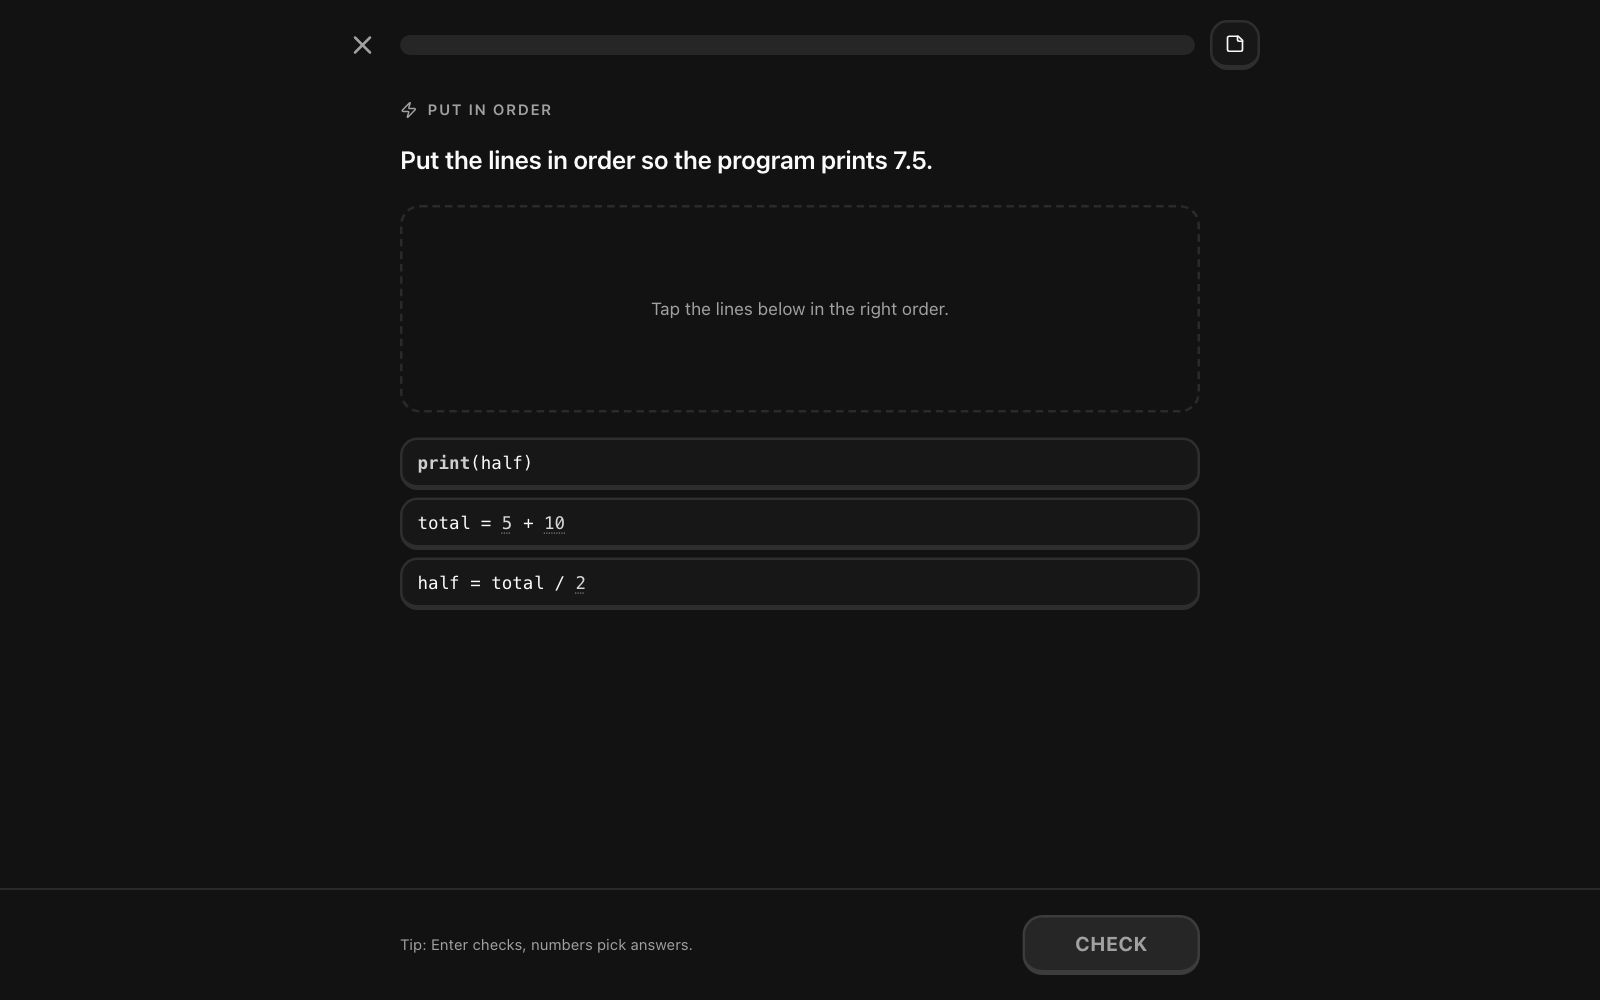 PUT IN ORDER
Put the lines in order so the program prints 7.5.
Tap the lines below in the right order.
print(half)
total = 5 + 10
half = total / 2
Tip: Enter checks, numbers pick answers.
CHECK